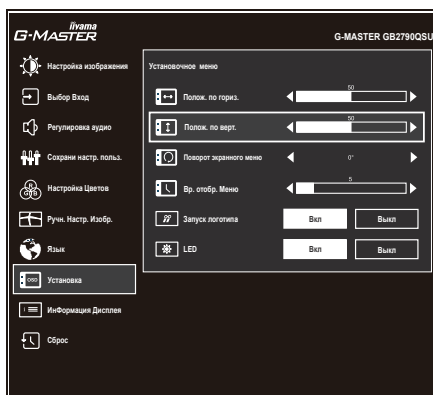 iiyama
G-MASTER
G-MASTER GB2790QSU
Настройка изображения
Выбор Вход
Регулировка аудио
Сохрани настр. польз.
R
G B
Настройка Цветов
Ручн. Настр. Изобр.
Язык
OSD Установка
i ИнФормация Дисплея
Сброс
Установочное меню
Полож. по гориз. 50
Полож. по верт. 50
Поворот экранного меню 0°
Вр. отобр. Меню 5
Запуск логотипа Вкл Выкл
LED Вкл Выкл